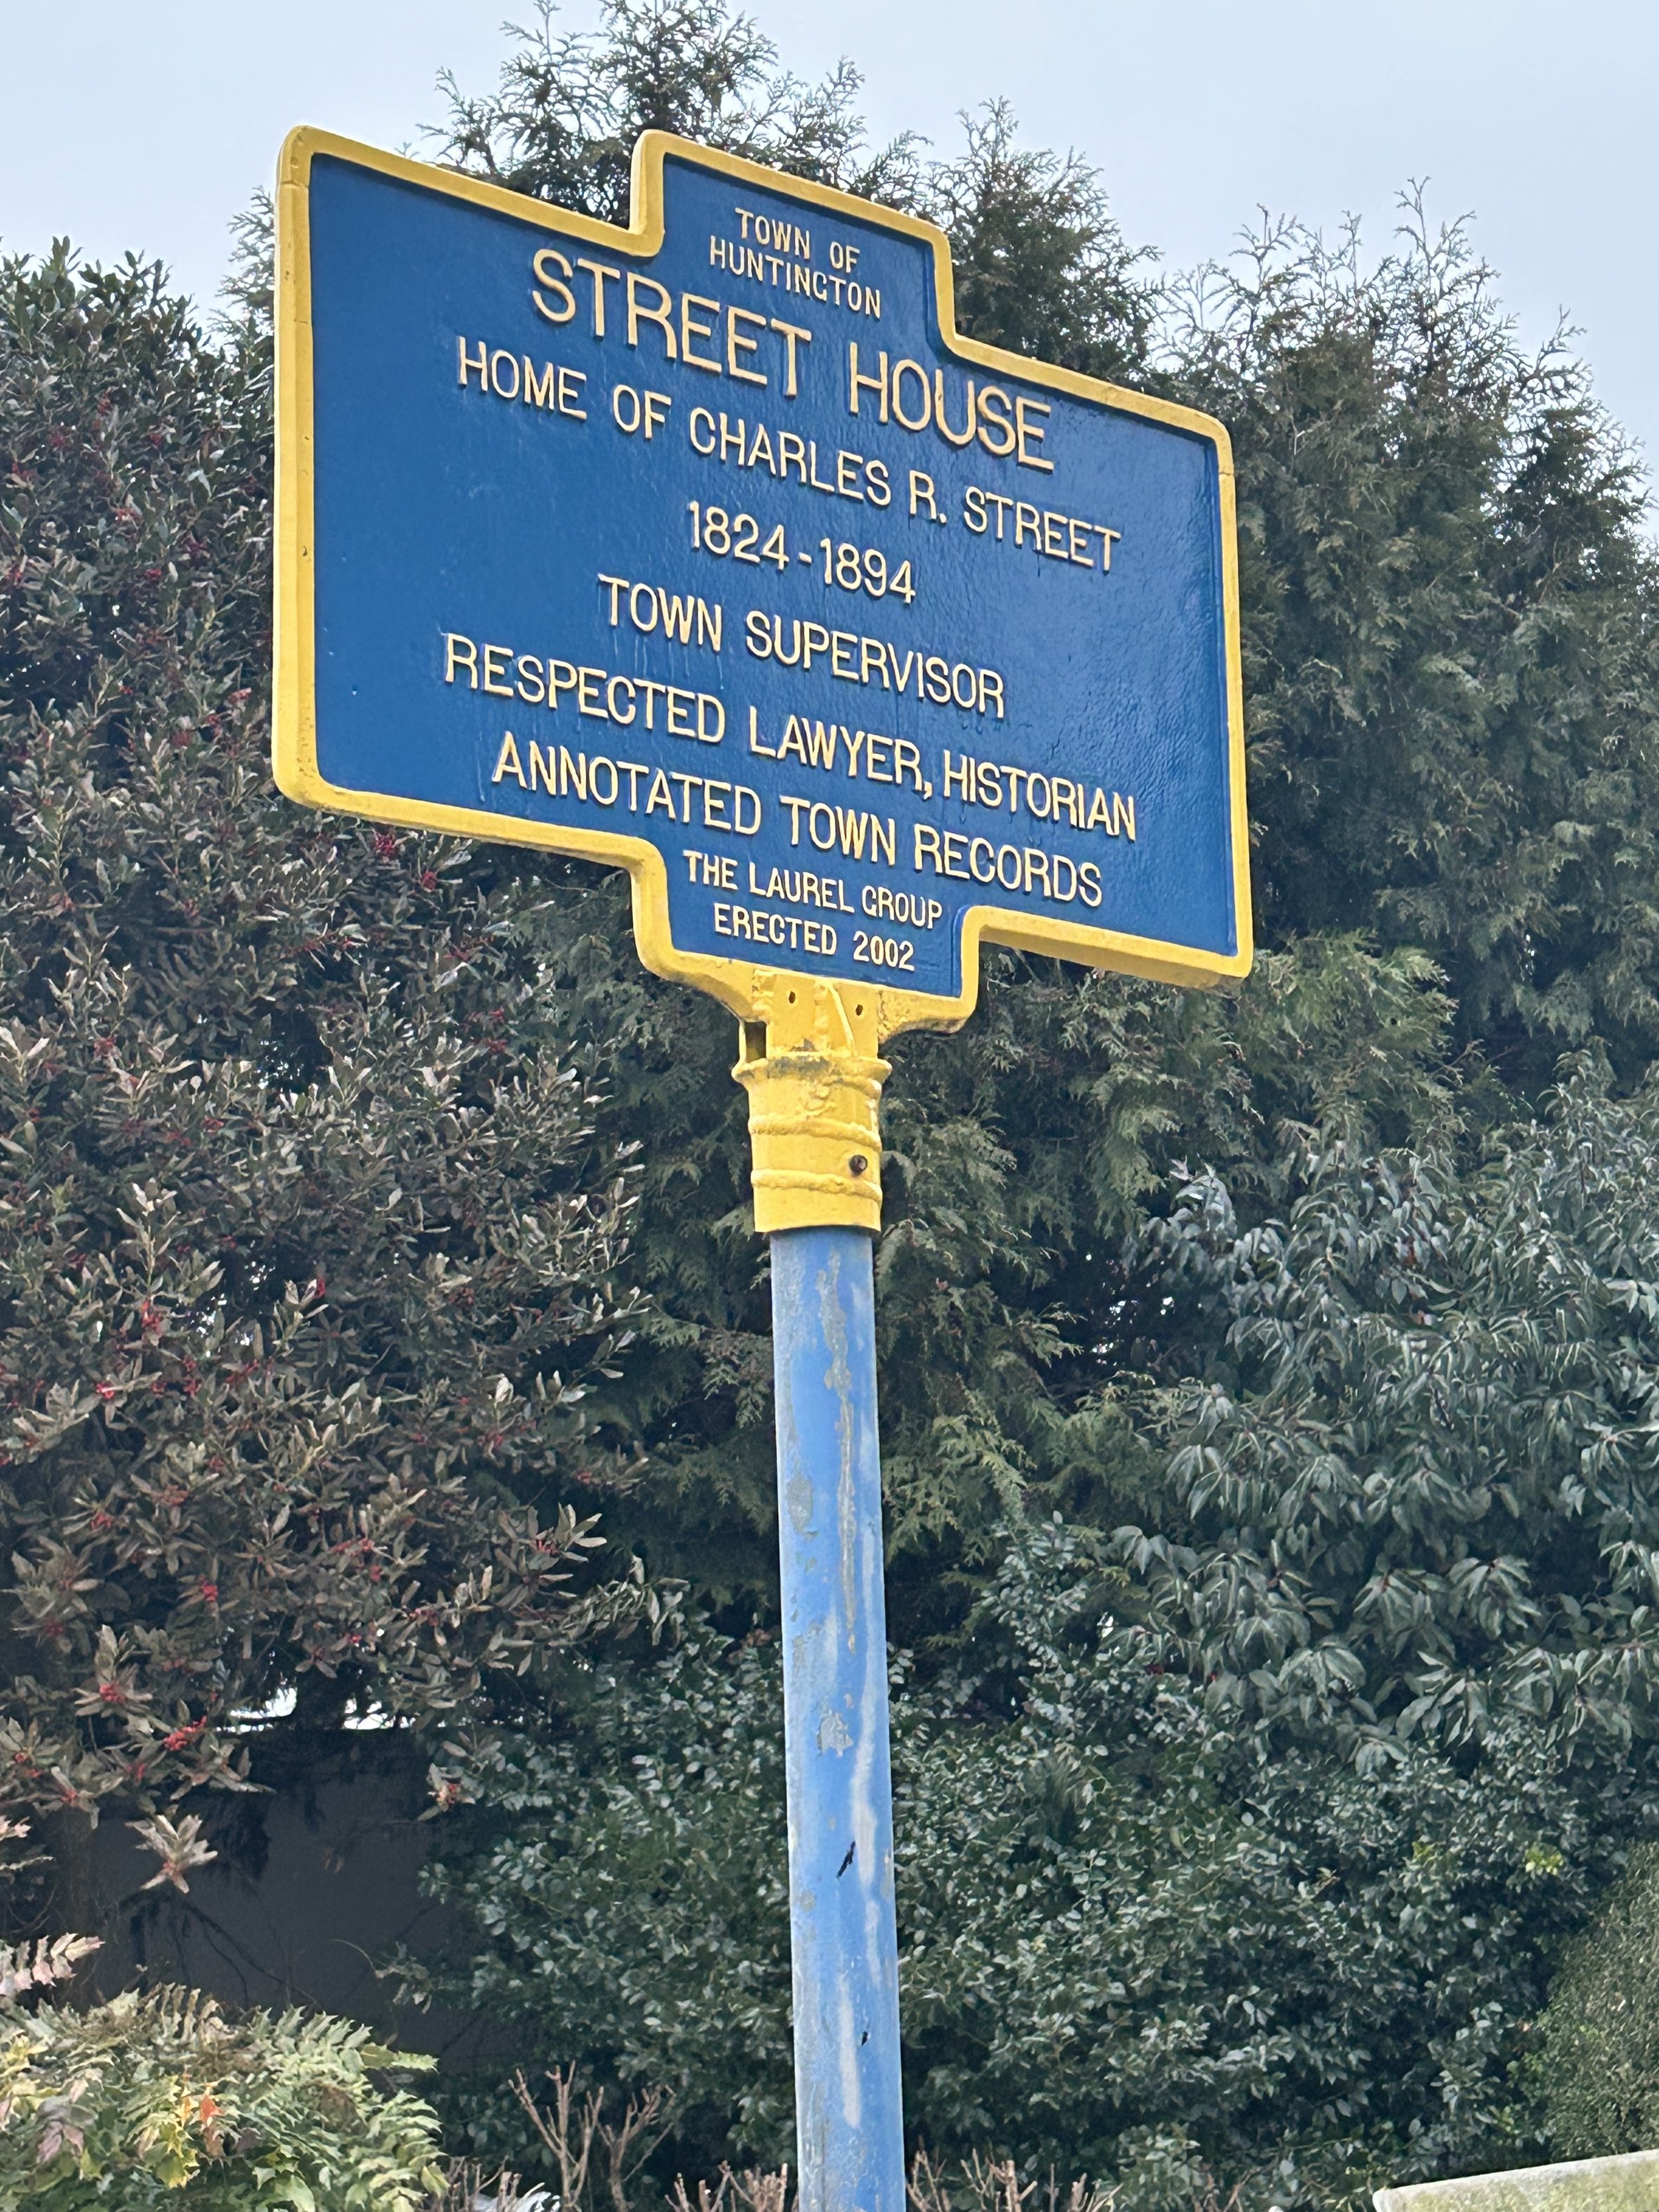 TOWN OF
HUNTINGTON
STREET HOUSE
HOME OF CHARLES R. STREET
1824-1894
TOWN SUPERVISOR
RESPECTED LAWYER, HISTORIAN
ANNOTATED TOWN RECORDS
THE LAUREL GROUP
ERECTED 2002